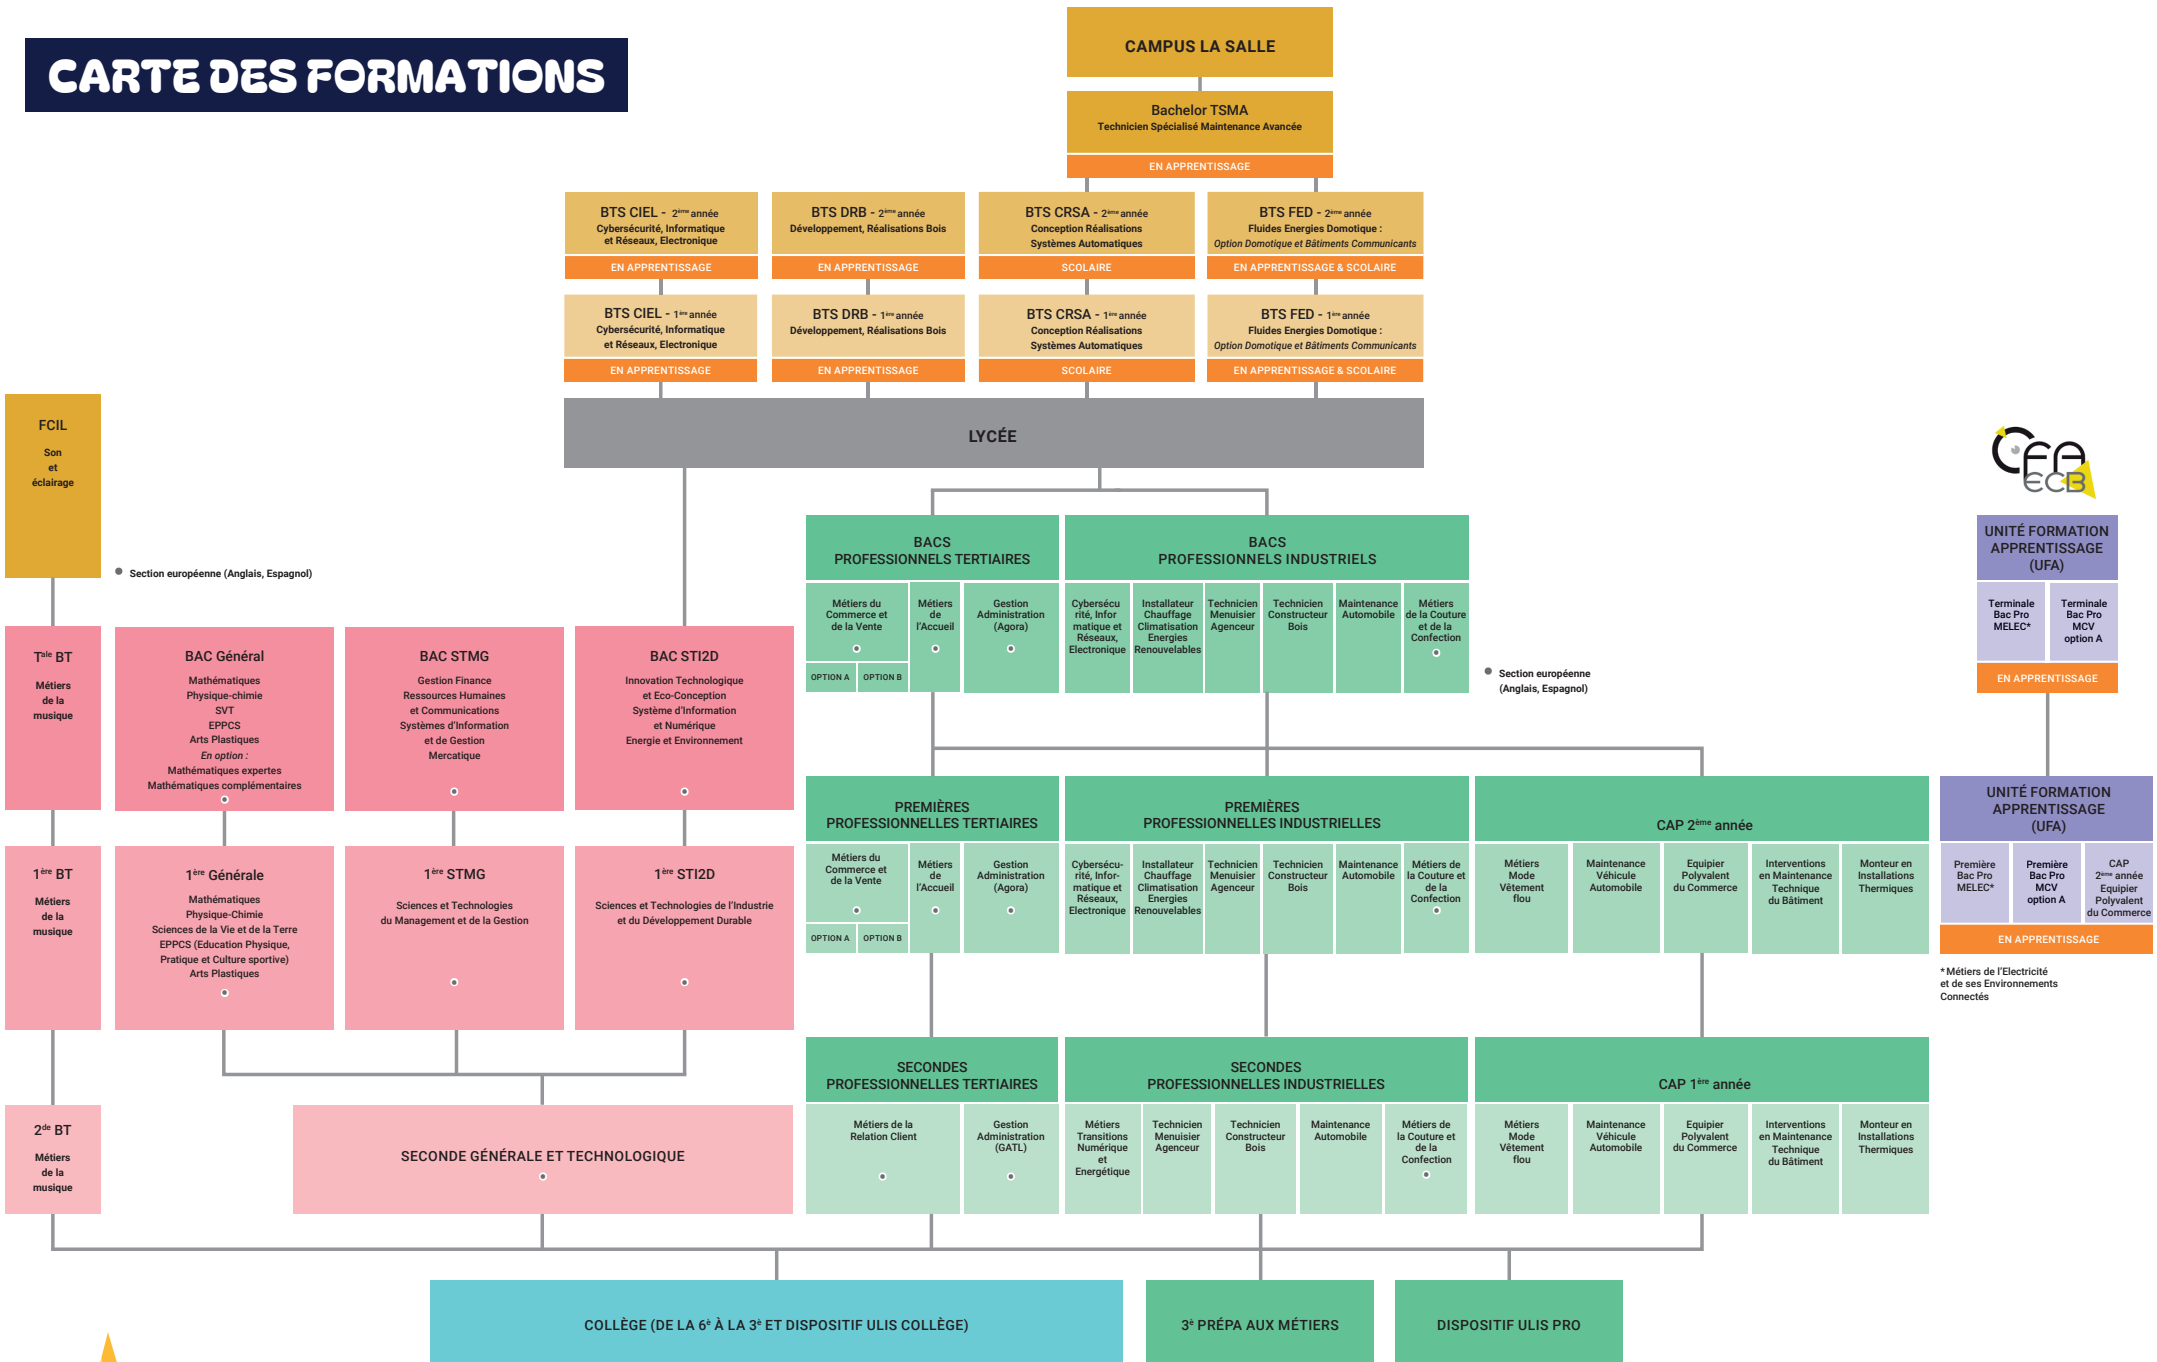 CARTE DES FORMATIONS
CAMPUS LA SALLE
Bachelor TSMA
Technicien Spécialisé Maintenance Avancée
EN APPRENTISSAGE
BTS CIEL - 2ème année
Cybersécurité, Informatique
et Réseaux, Electronique
EN APPRENTISSAGE
BTS DRB - 2ème année
Développement, Réalisations Bois
EN APPRENTISSAGE
BTS CRSA - 2ème année
Conception Réalisations
Systèmes Automatiques
SCOLAIRE
BTS FED - 2ème année
Fluides Energies Domotique :
Option Domotique et Bâtiments Communicants
EN APPRENTISSAGE & SCOLAIRE
BTS CIEL - 1ère année
Cybersécurité, Informatique
et Réseaux, Electronique
EN APPRENTISSAGE
BTS DRB - 1ère année
Développement, Réalisations Bois
EN APPRENTISSAGE
BTS CRSA - 1ère année
Conception Réalisations
Systèmes Automatiques
SCOLAIRE
BTS FED - 1ère année
Fluides Energies Domotique :
Option Domotique et Bâtiments Communicants
EN APPRENTISSAGE & SCOLAIRE
LYCÉE
FCIL
Son
et
éclairage
Section européenne (Anglais, Espagnol)
Tale BT
Métiers
de la
musique
BAC Général
Mathématiques
Physique-chimie
SVT
EPPCS
Arts Plastiques
En option :
Mathématiques expertes
Mathématiques complémentaires
BAC STMG
Gestion Finance
Ressources Humaines
et Communications
Systèmes d'Information
et de Gestion
Mercatique
BAC STI2D
Innovation Technologique
et Eco-Conception
Système d'Information
et Numérique
Energie et Environnement
BACS
PROFESSIONNELS TERTIAIRES
Métiers du
Commerce et
de la Vente
OPTION A
OPTION B
Métiers
de
l'Accueil
Gestion
Administration
(Agora)
BACS
PROFESSIONNELS INDUSTRIELS
Cybersécu
rité, Infor
matique et
Réseaux,
Electronique
Installateur
Chauffage
Climatisation
Energies
Renouvelables
Technicien
Menuisier
Agenceur
Technicien
Constructeur
Bois
Maintenance
Automobile
Métiers
de la Couture
et de la
Confection
Section européenne
(Anglais, Espagnol)
CFA
ECB
UNITÉ FORMATION
APPRENTISSAGE
(UFA)
Terminale
Bac Pro
MELEC*
Terminale
Bac Pro
MCV
option A
EN APPRENTISSAGE
1ère BT
Métiers
de la
musique
1ère Générale
Mathématiques
Physique-Chimie
Sciences de la Vie et de la Terre
EPPCS (Education Physique,
Pratique et Culture sportive)
Arts Plastiques
1ère STMG
Sciences et Technologies
du Management et de la Gestion
1ère STI2D
Sciences et Technologies de l'Industrie
et du Développement Durable
PREMIÈRES
PROFESSIONNELLES TERTIAIRES
Métiers du
Commerce et
de la Vente
OPTION A
OPTION B
Métiers
de
l'Accueil
Gestion
Administration
(Agora)
PREMIÈRES
PROFESSIONNELLES INDUSTRIELLES
Cybersécu-
rité, Infor-
matique et
Réseaux,
Electronique
Installateur
Chauffage
Climatisation
Energies
Renouvelables
Technicien
Menuisier
Agenceur
Technicien
Constructeur
Bois
Maintenance
Automobile
Métiers de
la Couture et
de la
Confection
CAP 2ème année
Métiers
Mode
Vêtement
flou
Maintenance
Véhicule
Automobile
Equipier
Polyvalent
du Commerce
Interventions
en Maintenance
Technique
du Bâtiment
Monteur en
Installations
Thermiques
UNITÉ FORMATION
APPRENTISSAGE
(UFA)
Première
Bac Pro
MELEC*
Première
Bac Pro
MCV
option A
CAP
2ème année
Equipier
Polyvalent
du Commerce
EN APPRENTISSAGE
* Métiers de l'Electricité
et de ses Environnements
Connectés
2de BT
Métiers
de la
musique
SECONDE GÉNÉRALE ET TECHNOLOGIQUE
SECONDES
PROFESSIONNELLES TERTIAIRES
Métiers de la
Relation Client
Gestion
Administration
(GATL)
SECONDES
PROFESSIONNELLES INDUSTRIELLES
Métiers
Transitions
Numérique
et
Energétique
Technicien
Menuisier
Agenceur
Technicien
Constructeur
Bois
Maintenance
Automobile
Métiers de
la Couture et
de la
Confection
CAP 1ère année
Métiers
Mode
Vêtement
flou
Maintenance
Véhicule
Automobile
Equipier
Polyvalent
du Commerce
Interventions
en Maintenance
Technique
du Bâtiment
Monteur en
Installations
Thermiques
COLLÈGE (DE LA 6è À LA 3è ET DISPOSITIF ULIS COLLÈGE)
3è PRÉPA AUX MÉTIERS
DISPOSITIF ULIS PRO